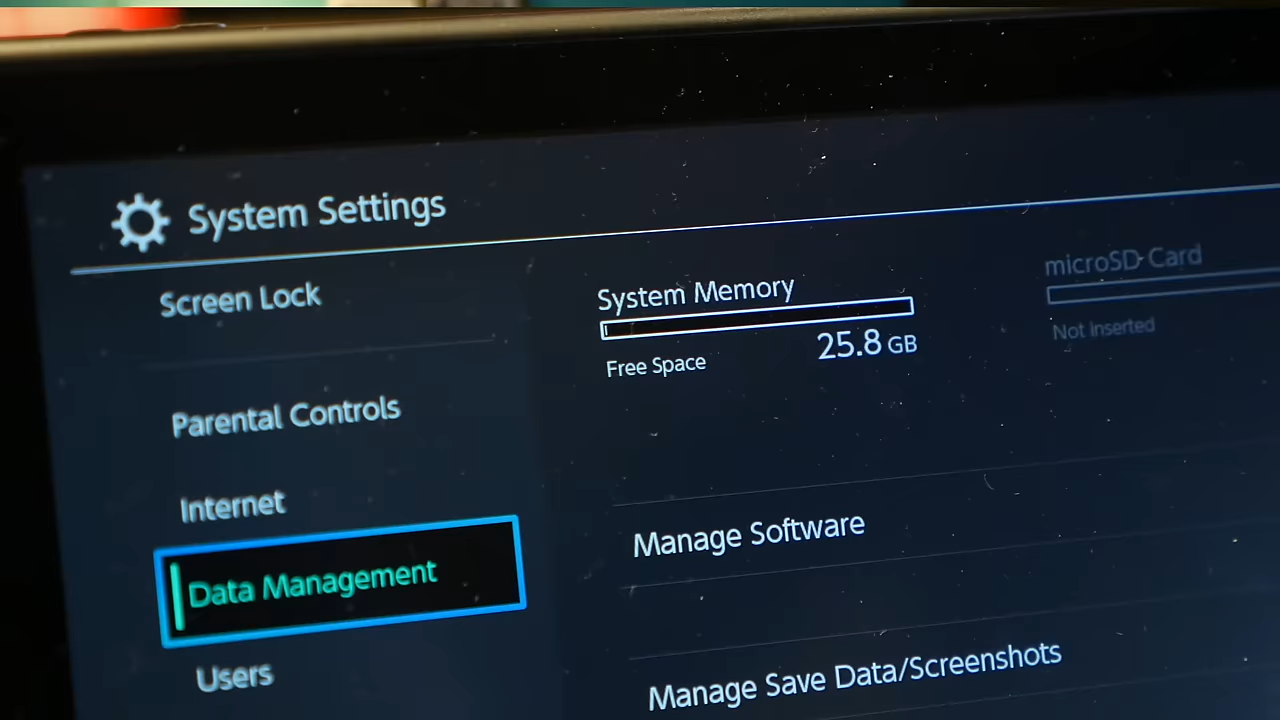 System Settings
Screen Lock
Parental Controls
Internet
Data Management
Users
System Memory
Free Space 25.8 GB
microSD Card
Not Inserted
Manage Software
Manage Save Data/Screenshots